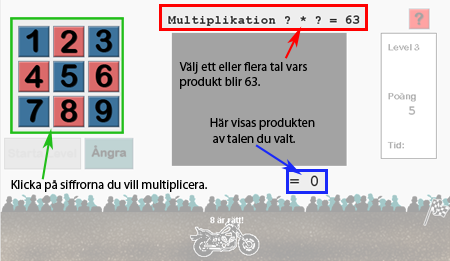 Multiplikation ? * ? = 63
?
1 2 3
4 5 6
7 8 9
Level 3
Poäng
5
Tid:
Välj ett eller flera tal vars
produkt blir 63.
Här visas produkten
av talen du valt.
Ångra
Klicka på siffrorna du vill multiplicera.
= 0
8 är rätt!